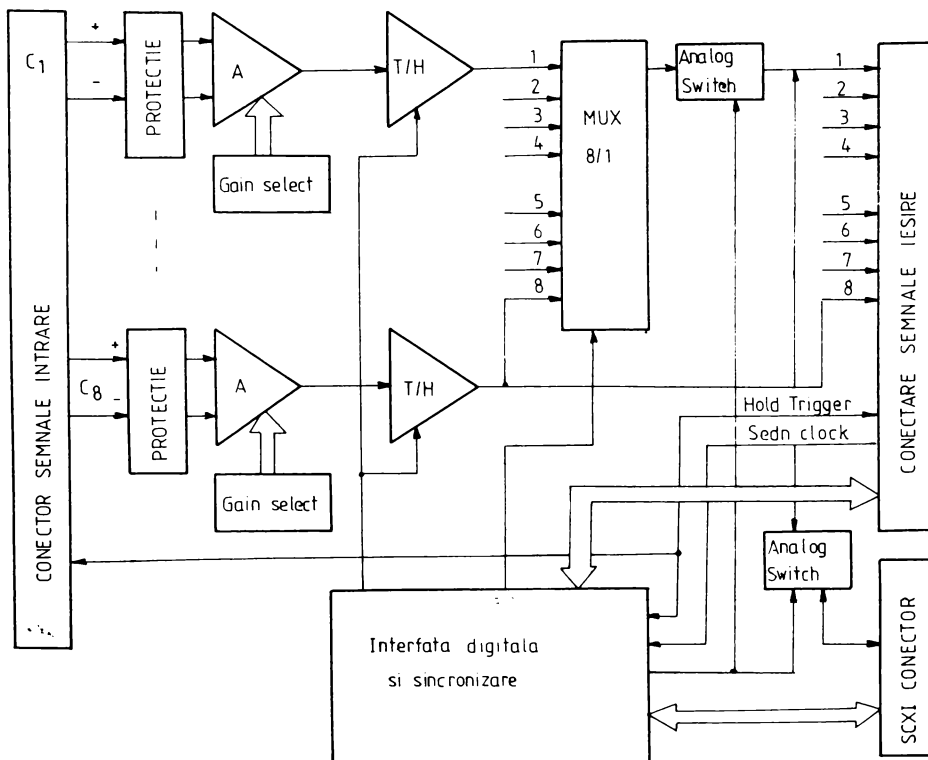 C1
+
-
PROTECTIE
A
Gain select
T/H
1
2
3
4
5
6
7
8
MUX
8/1
Analog
Switch
1
2
3
4
5
6
7
8
CONECTOR SEMNALE INTRARE
CONECTARE SEMNALE IESIRE
+
C8 -
PROTECTIE
A
Gain select
T/H
Hold Trigger
Sedn clock
Analog
Switch
Interfata digitala
si sincronizare
SCXI CONECTOR